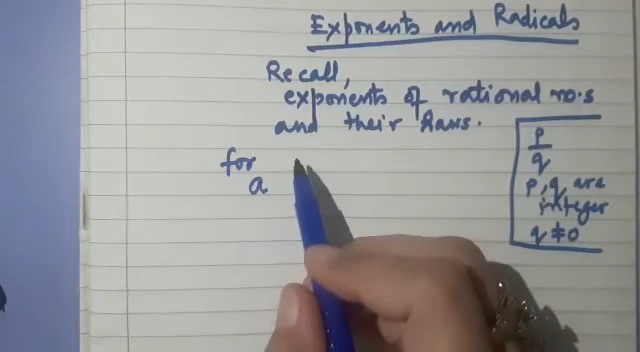 Exponents and Radicals
Recall,
exponents of rational no.s
and their Laws.
for
a
p
q
p, q are
integer
q ≠ 0